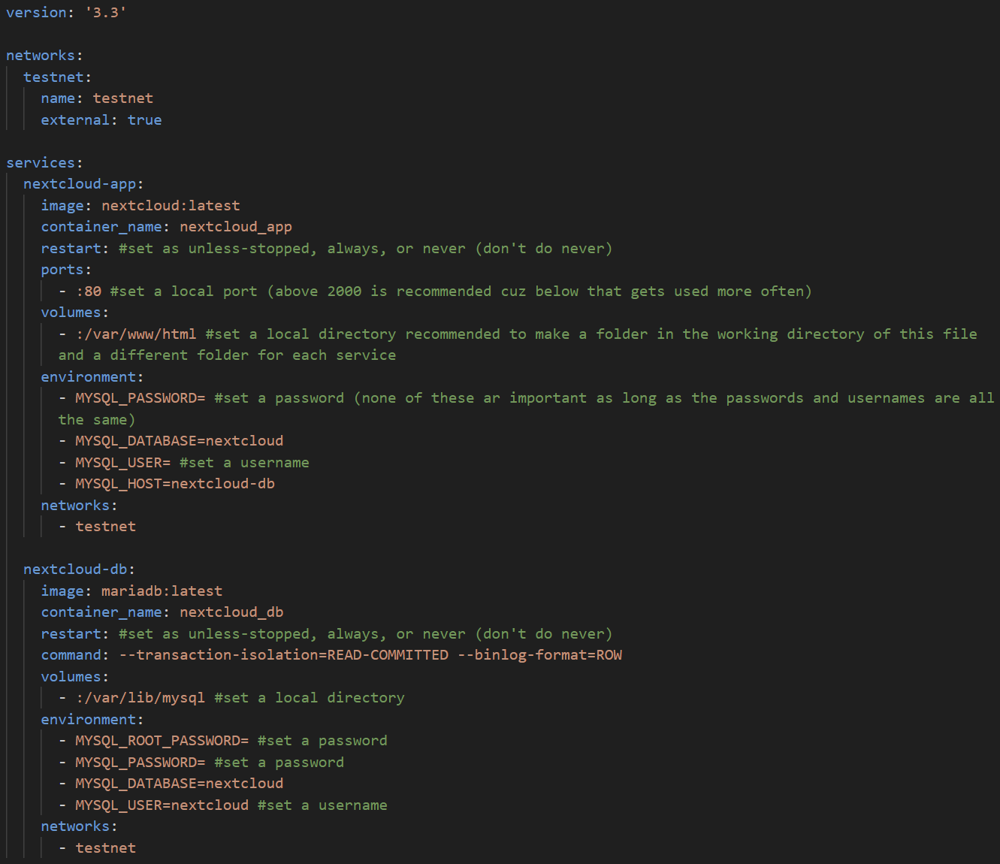 version: '3.3'
networks:
testnet:
name: testnet
external: true
services:
nextcloud-app:
image: nextcloud:latest
container_name: nextcloud_app
restart: #set as unless-stopped, always, or never (don't do never)
ports:
- :80 #set a local port (above 2000 is recommended cuz below that gets used more often)
volumes:
- :/var/www/html #set a local directory recommended to make a folder in the working directory of this file
and a different folder for each service
environment:
- MYSQL_PASSWORD= #set a password (none of these ar important as long as the passwords and usernames are all
the same)
- MYSQL_DATABASE=nextcloud
- MYSQL_USER= #set a username
- MYSQL_HOST=nextcloud-db
networks:
- testnet
nextcloud-db:
image: mariadb:latest
container_name: nextcloud_db
restart: #set as unless-stopped, always, or never (don't do never)
command: --transaction-isolation=READ-COMMITTED --binlog-format=ROW
volumes:
- :/var/lib/mysql #set a local directory
environment:
- MYSQL_ROOT_PASSWORD= #set a password
- MYSQL_PASSWORD= #set a password
- MYSQL_DATABASE=nextcloud
- MYSQL_USER=nextcloud #set a username
networks:
- testnet